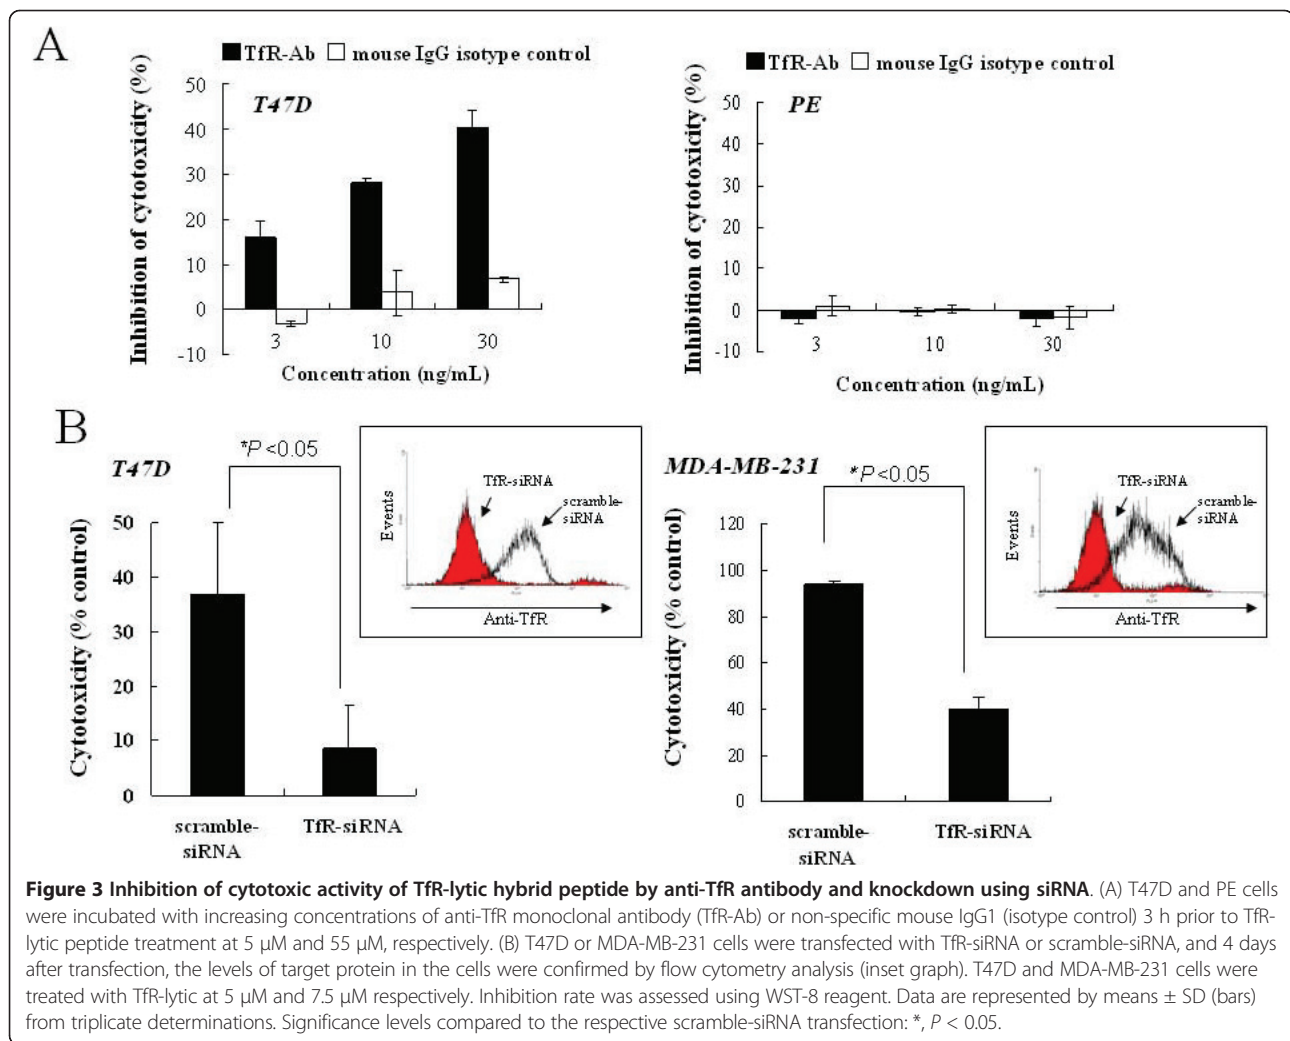 A
TfR-Ab mouse IgG isotype control
Inhibition of cytotoxicity (%)
T47D
50
40
30
20
10
0
-10
3 10 30
Concentration (ng/mL)
TfR-Ab mouse IgG isotype control
Inhibition of cytotoxicity (%)
PE
50
40
30
20
10
0
-10
3 10 30
Concentration (ng/mL)
B
T47D
*P<0.05
Cytotoxicity (% control)
50
40
30
20
10
0
scramble-
siRNA
TfR-siRNA
Events
TfR-siRNA
scramble-
siRNA
Anti-TfR
MDA-MB-231
*P<0.05
Cytotoxicity (% control)
120
100
80
60
40
20
0
scramble-
siRNA
TfR-siRNA
Events
TfR-siRNA
scramble-
siRNA
Anti-TfR
Figure 3 Inhibition of cytotoxic activity of TfR-lytic hybrid peptide by anti-TfR antibody and knockdown using siRNA. (A) T47D and PE cells
were incubated with increasing concentrations of anti-TfR monoclonal antibody (TfR-Ab) or non-specific mouse IgG1 (isotype control) 3 h prior to TfR-
lytic peptide treatment at 5 μM and 55 μM, respectively. (B) T47D or MDA-MB-231 cells were transfected with TfR-siRNA or scramble-siRNA, and 4 days
after transfection, the levels of target protein in the cells were confirmed by flow cytometry analysis (inset graph). T47D and MDA-MB-231 cells were
treated with TfR-lytic at 5 μM and 7.5 μM respectively. Inhibition rate was assessed using WST-8 reagent. Data are represented by means ± SD (bars)
from triplicate determinations. Significance levels compared to the respective scramble-siRNA transfection: *, P < 0.05.